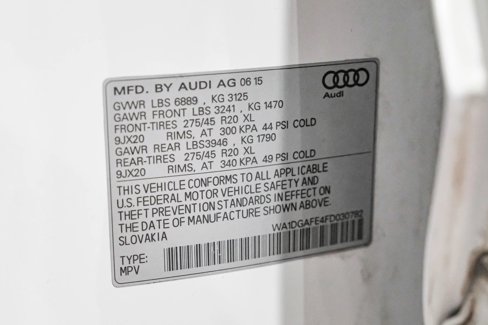 MFD. BY AUDI AG 06 15
Audi
GVWR LBS 6889 , KG 3125
GAWR FRONT LBS 3241 , KG 1470
FRONT-TIRES 275/45 R20 XL
9JX20 RIMS, AT 300 KPA 44 PSI COLD
GAWR REAR LBS3946 , KG 1790
REAR-TIRES 275/45 R20 XL
9JX20 RIMS, AT 340 KPA 49 PSI COLD
THIS VEHICLE CONFORMS TO ALL APPLICABLE
U.S. FEDERAL MOTOR VEHICLE SAFETY AND
THEFT PREVENTION STANDARDS IN EFFECT ON
THE DATE OF MANUFACTURE SHOWN ABOVE.
SLOVAKIA WA1DGAFE4FD030782
TYPE:
MPV